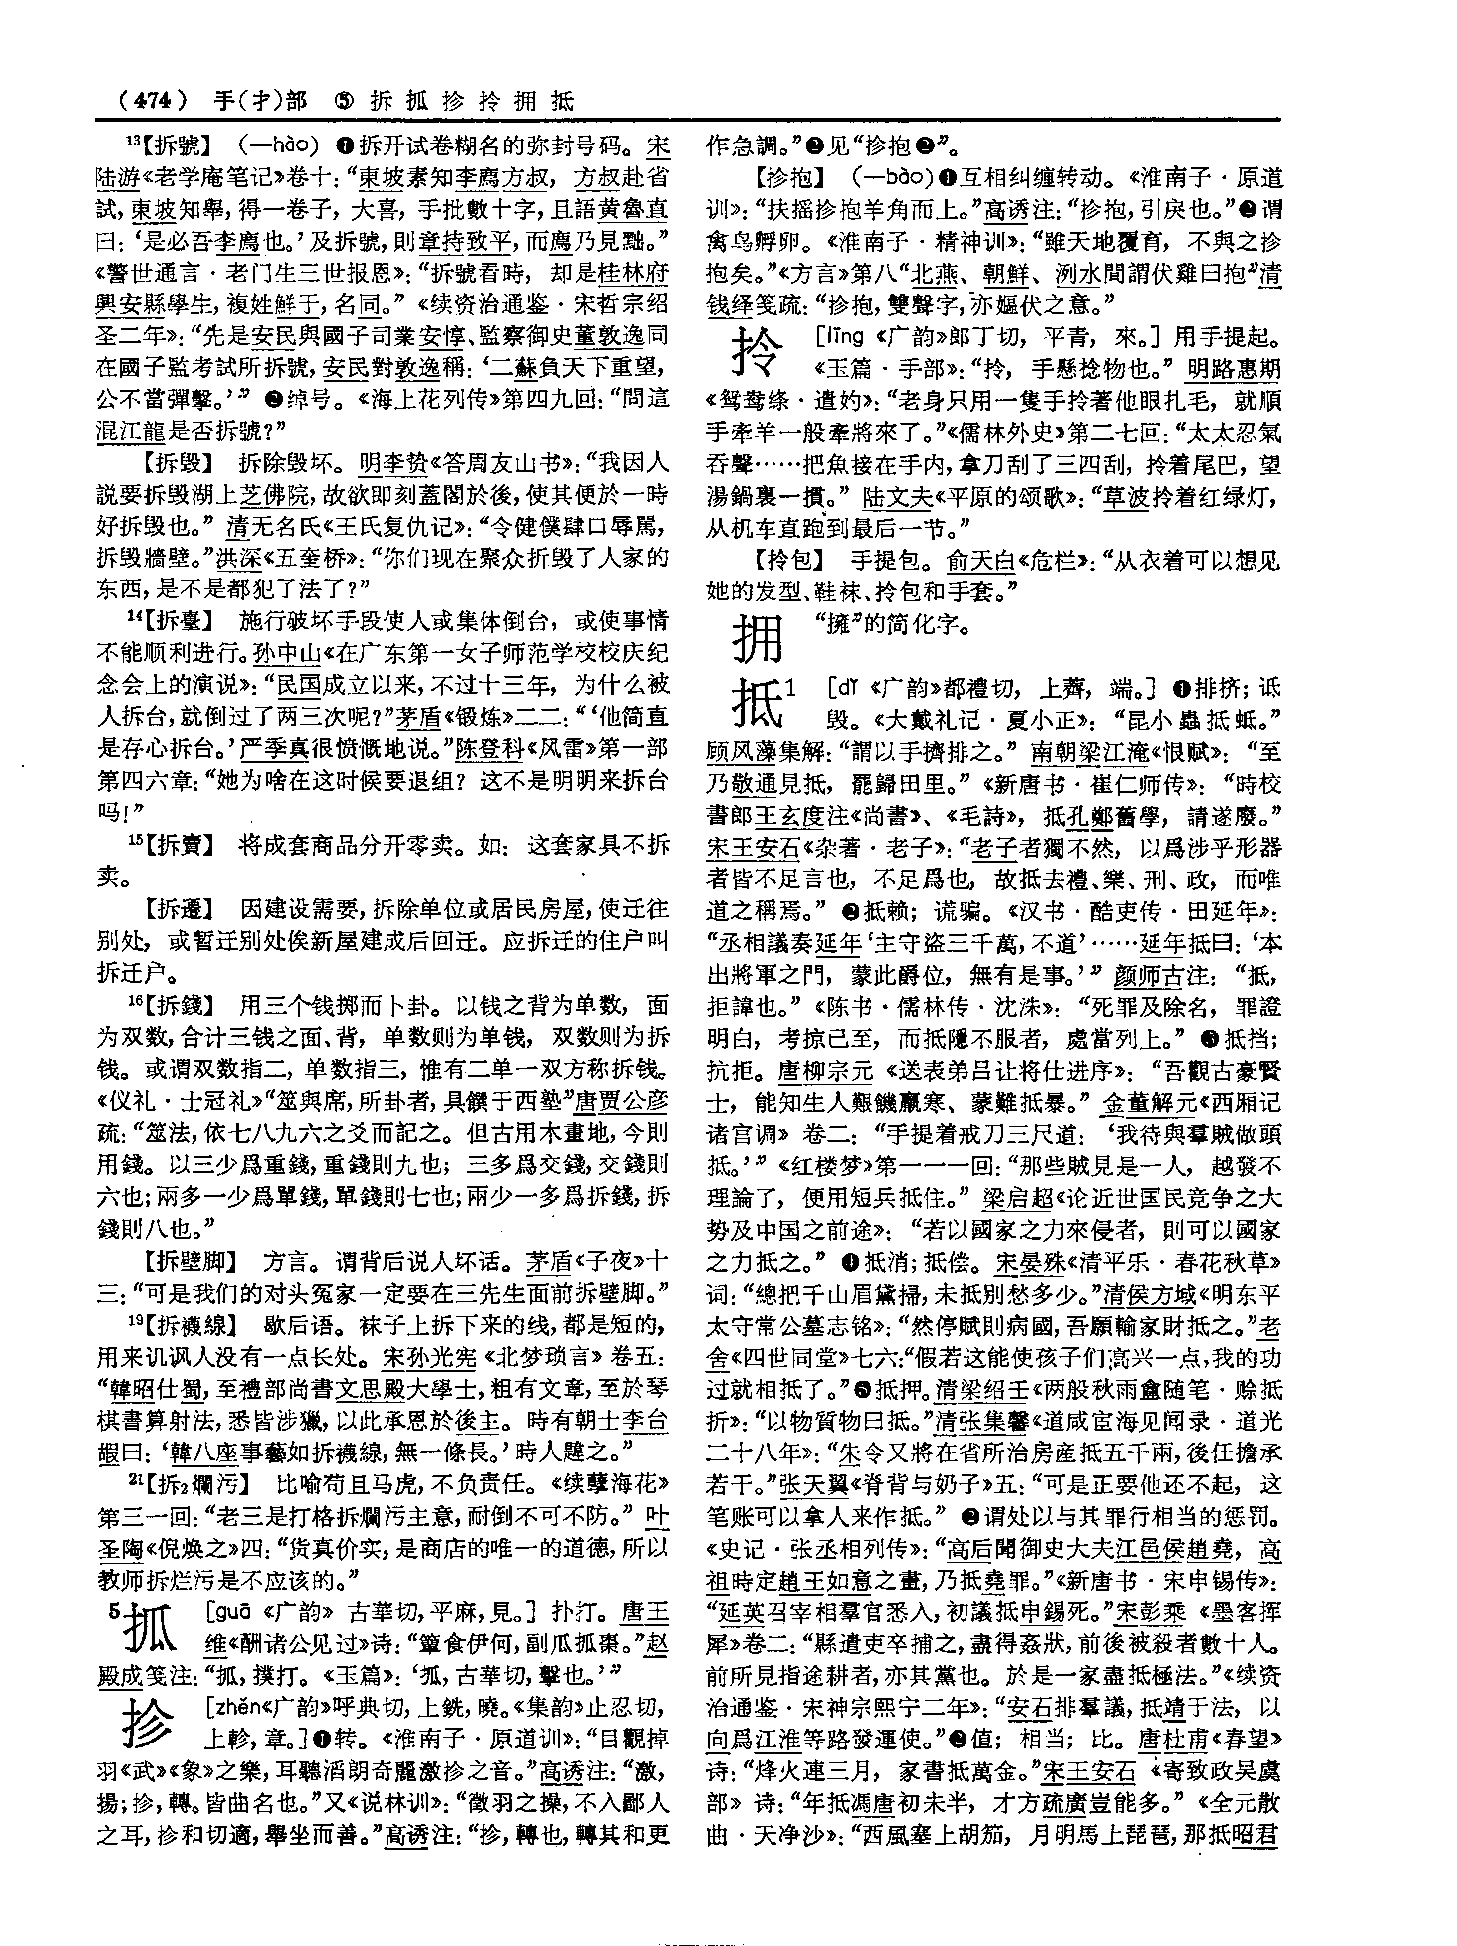 （474） 手(扌)部 ⑤ 拆 抓 抮 拎 拥 抵
13【拆號】 （—hào）❶拆开试卷糊名的弥封号码。宋
陆游《老学庵笔记》卷十：“東坡素知李廌方叔，方叔赴省
試，東坡知舉，得一卷子，大喜，手批數十字，且語黄魯直
曰：‘是必吾李廌也。’及拆號，則章持致平，而廌乃見黜。”
《警世通言·老门生三世报恩》：“拆號看時，却是桂林府
興安縣學生，複姓鮮于，名同。”《续资治通鉴·宋哲宗绍
圣二年》：“先是安民與國子司業安惇、監察御史董敦逸同
在國子監考試所拆號，安民對敦逸稱：‘二蘇負天下重望，
公不當彈擊。’”❷绰号。《海上花列传》第四九回：“問這
混江龍是否拆號？”
【拆毁】 拆除毁坏。明李贽《答周友山书》：“我因人
説要拆毁湖上芝佛院，故欲即刻蓋閣於後，使其便於一時
好拆毁也。”清无名氏《王氏复仇记》：“令健僕肆口辱駡，
拆毁牆壁。”洪深《五奎桥》：“你们现在聚众折毁了人家的
东西，是不是都犯了法了？”
14【拆臺】 施行破坏手段使人或集体倒台，或使事情
不能顺利进行。孙中山《在广东第一女子师范学校校庆纪
念会上的演说》：“民国成立以来，不过十三年，为什么被
人拆台，就倒过了两三次呢？”茅盾《锻炼》二二：“‘他简直
是存心拆台。’严季真很愤慨地说。”陈登科《风雷》第一部
第四六章：“她为啥在这时候要退组？这不是明明来拆台
吗！”
15【拆賣】 将成套商品分开零卖。如：这套家具不拆
卖。
【拆遷】 因建设需要，拆除单位或居民房屋，使迁往
别处，或暂迁别处俟新屋建成后回迁。应拆迁的住户叫
拆迁户。
16【拆錢】 用三个钱掷而卜卦。以钱之背为单数，面
为双数，合计三钱之面、背，单数则为单钱，双数则为拆
钱。或谓双数指二，单数指三，惟有二单一双方称拆钱。
《仪礼·士冠礼》“筮與席，所卦者，具饌于西塾”唐贾公彦
疏：“筮法，依七八九六之爻而記之。但古用木畫地，今則
用錢。以三少爲重錢，重錢則九也；三多爲交錢，交錢則
六也；兩多一少爲單錢，單錢則七也；兩少一多爲拆錢，拆
錢則八也。”
【拆壁脚】 方言。谓背后说人坏话。茅盾《子夜》十
三：“可是我们的对头冤家一定要在三先生面前拆壁脚。”
19【拆襪線】 歇后语。袜子上拆下来的线，都是短的，
用来讥讽人没有一点长处。宋孙光宪《北梦琐言》卷五：
“韓昭仕蜀，至禮部尚書文思殿大學士，粗有文章，至於琴
棋書算射法，悉皆涉獵，以此承恩於後主。時有朝士李台
嘏曰：‘韓八座事藝如拆襪線，無一條長。’時人韙之。”
21【拆2爛污】 比喻苟且马虎，不负责任。《续孽海花》
第三一回：“老三是打格拆爛污主意，耐倒不可不防。”叶
圣陶《倪焕之》四：“货真价实，是商店的唯一的道德，所以
教师拆烂污是不应该的。”
5抓 [guā 《广韵》古華切，平麻，見。] 扑打。唐王
维《酬诸公见过》诗：“簞食伊何，副瓜抓棗。”赵
殿成笺注：“抓，撲打。《玉篇》：‘抓，古華切，擊也。’”
抮 [zhěn《广韵》呼典切，上銑，曉。《集韵》止忍切，
上軫，章。]❶转。《淮南子·原道训》：“目觀掉
羽《武》《象》之樂，耳聽滔朗奇麗激抮之音。”高诱注：“激，
揚；抮，轉。皆曲名也。”又《说林训》：“徵羽之操，不入鄙人
之耳，抮和切適，舉坐而善。”高诱注：“抮，轉也，轉其和更
作急調。”❷见“抮抱❷”。
【抮抱】 （—bào）❶互相纠缠转动。《淮南子·原道
训》：“扶摇抮抱羊角而上。”高诱注：“抮抱，引戾也。”❷谓
禽鸟孵卵。《淮南子·精神训》：“雖天地覆育，不與之抮
抱矣。”《方言》第八“北燕、朝鮮、洌水間謂伏雞曰抱”清
钱绎笺疏：“抮抱，雙聲字，亦嫗伏之意。”
拎 [līng 《广韵》郎丁切，平青，來。] 用手提起。
《玉篇·手部》：“拎，手懸捻物也。”明路惠期
《鸳鸯绦·遣妁》：“老身只用一隻手拎著他眼扎毛，就順
手牽羊一般牽將來了。”《儒林外史》第二七回：“太太忍氣
吞聲……把魚接在手内，拿刀刮了三四刮，拎着尾巴，望
湯鍋裏一摜。”陆文夫《平原的颂歌》：“草波拎着红绿灯，
从机车直跑到最后一节。”
【拎包】 手提包。俞天白《危栏》：“从衣着可以想见
她的发型、鞋袜、拎包和手套。”
拥 “擁”的简化字。
抵1 [dǐ 《广韵》都禮切，上薺，端。] ❶排挤；诋
毁。《大戴礼记·夏小正》：“昆小蟲抵蚳。”
顾风藻集解：“謂以手擠排之。”南朝梁江淹《恨赋》：“至
乃敬通見抵，罷歸田里。”《新唐书·崔仁师传》：“時校
書郎王玄度注《尚書》、《毛詩》，抵孔鄭舊學，請遂廢。”
宋王安石《杂著·老子》：“老子者獨不然，以爲涉乎形器
者皆不足言也，不足爲也，故抵去禮、樂、刑、政，而唯
道之稱焉。”❷抵赖；谎骗。《汉书·酷吏传·田延年》：
“丞相議奏延年‘主守盜三千萬，不道’……延年抵曰：‘本
出將軍之門，蒙此爵位，無有是事。’”颜师古注：“抵，
拒諱也。”《陈书·儒林传·沈洙》：“死罪及除名，罪證
明白，考掠已至，而抵隱不服者，處當列上。”❸抵挡；
抗拒。唐柳宗元《送表弟吕让将仕进序》：“吾觀古豪賢
士，能知生人艱饑羸寒、蒙難抵暴。”金董解元《西厢记
诸宫调》卷二：“手提着戒刀三尺道：‘我待與羣賊做頭
抵。’”《红楼梦》第一一一回：“那些賊見是一人，越發不
理論了，便用短兵抵住。”梁启超《论近世国民竞争之大
势及中国之前途》：“若以國家之力來侵者，則可以國家
之力抵之。”❹抵消；抵偿。宋晏殊《清平乐·春花秋草》
词：“總把千山眉黛掃，未抵別愁多少。”清侯方域《明东平
太守常公墓志铭》：“然停賦則病國，吾願輸家財抵之。”老
舍《四世同堂》七六：“假若这能使孩子们高兴一点，我的功
过就相抵了。”❺抵押。清梁绍壬《两般秋雨盦随笔·赊抵
折》：“以物質物曰抵。”清张集馨《道咸宦海见闻录·道光
二十八年》：“朱令又將在省所治房產抵五千兩，後任擔承
若干。”张天翼《脊背与奶子》五：“可是正要他还不起，这
笔账可以拿人来作抵。”❻谓处以与其罪行相当的惩罚。
《史记·张丞相列传》：“高后聞御史大夫江邑侯趙堯，高
祖時定趙王如意之畫，乃抵堯罪。”《新唐书·宋申锡传》：
“延英召宰相羣官悉入，初議抵申錫死。”宋彭乘《墨客挥
犀》卷二：“縣遣吏卒捕之，盡得姦狀，前後被殺者數十人。
前所見指途耕者，亦其黨也。於是一家盡抵極法。”《续资
治通鉴·宋神宗熙宁二年》：“安石排羣議，抵靖于法，以
向爲江淮等路發運使。”❼值；相当；比。唐杜甫《春望》
诗：“烽火連三月，家書抵萬金。”宋王安石《寄致政吴虞
部》诗：“年抵馮唐初未半，才方疏廣豈能多。”《全元散
曲·天净沙》：“西風塞上胡笳，月明馬上琵琶，那抵昭君